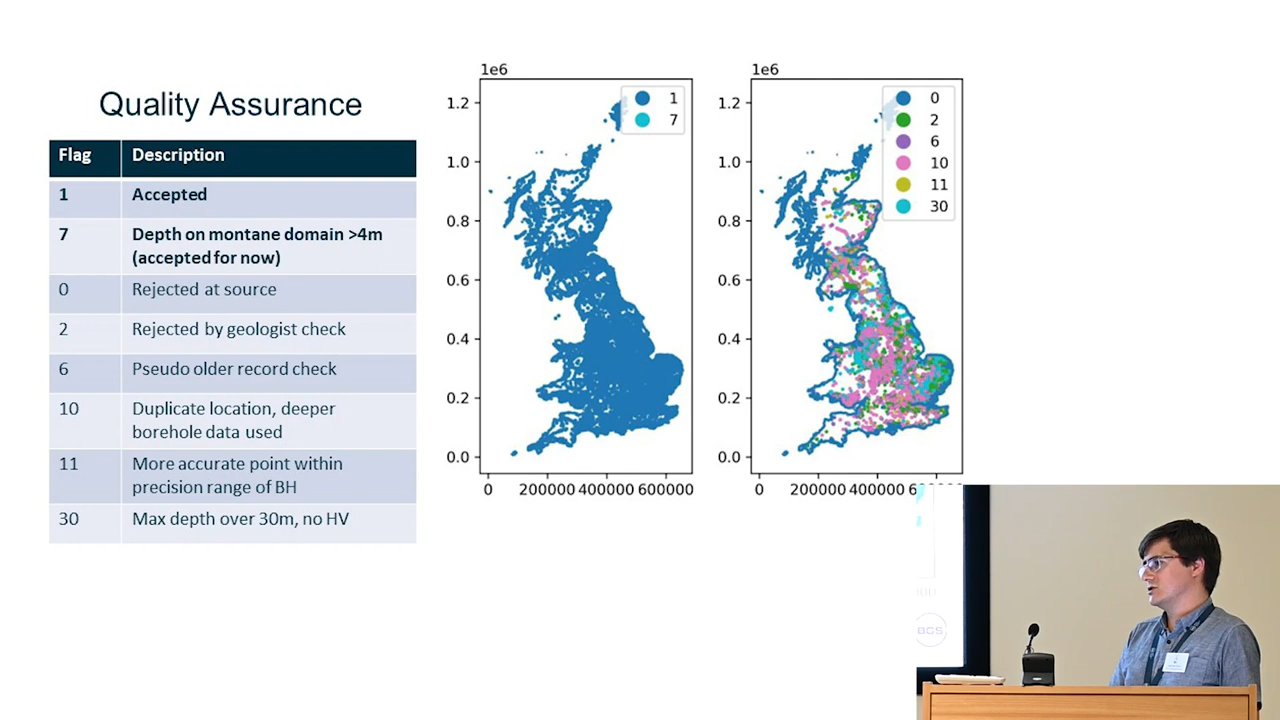 Quality Assurance
Flag Description
1 Accepted
7 Depth on montane domain >4m
(accepted for now)
0 Rejected at source
2 Rejected by geologist check
6 Pseudo older record check
10 Duplicate location, deeper
borehole data used
11 More accurate point within
precision range of BH
30 Max depth over 30m, no HV
1e6
1.2
1.0
0.8
0.6
0.4
0.2
0.0
0 200000 400000 600000
1
7
1e6
1.2
1.0
0.8
0.6
0.4
0.2
0.0
0 200000 400000 6
0
2
6
10
11
30
BGS